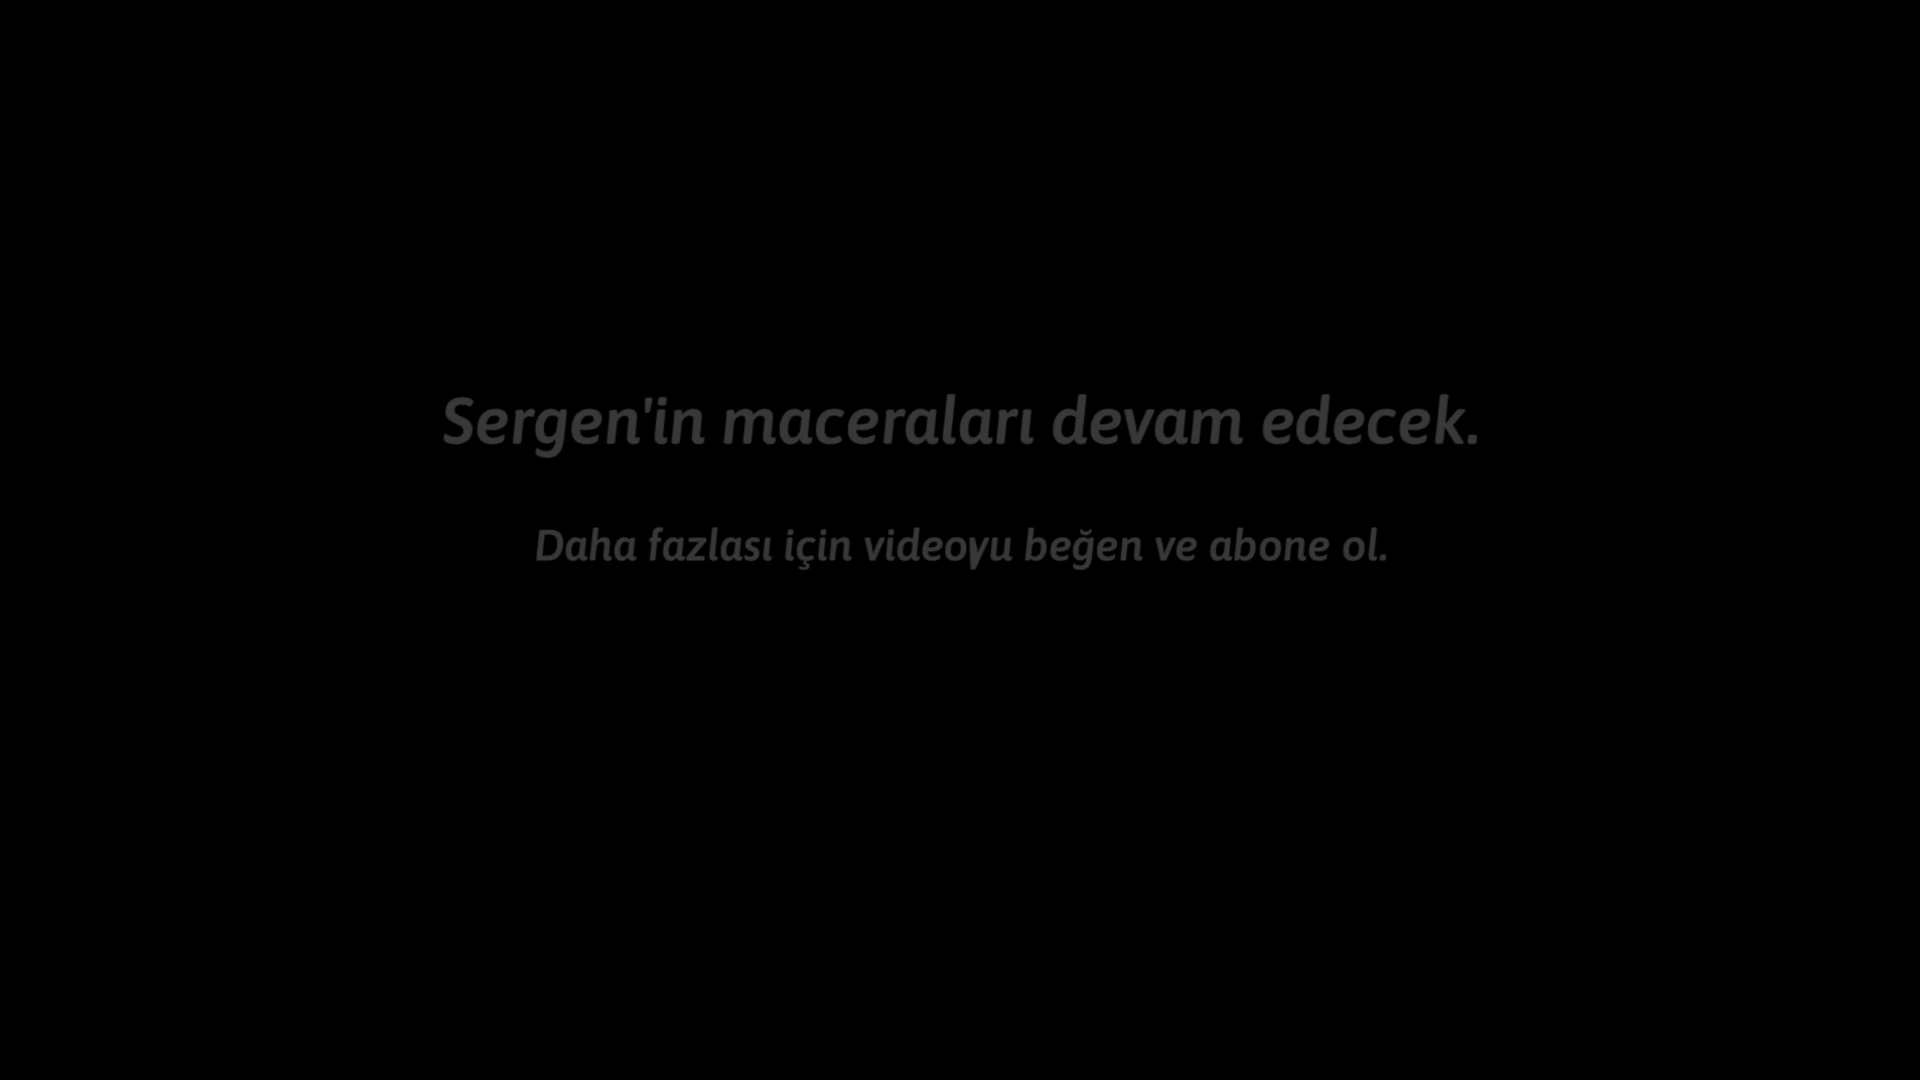 Sergen'in maceraları devam edecek.
Daha fazlası için videoyu beğen ve abone ol.